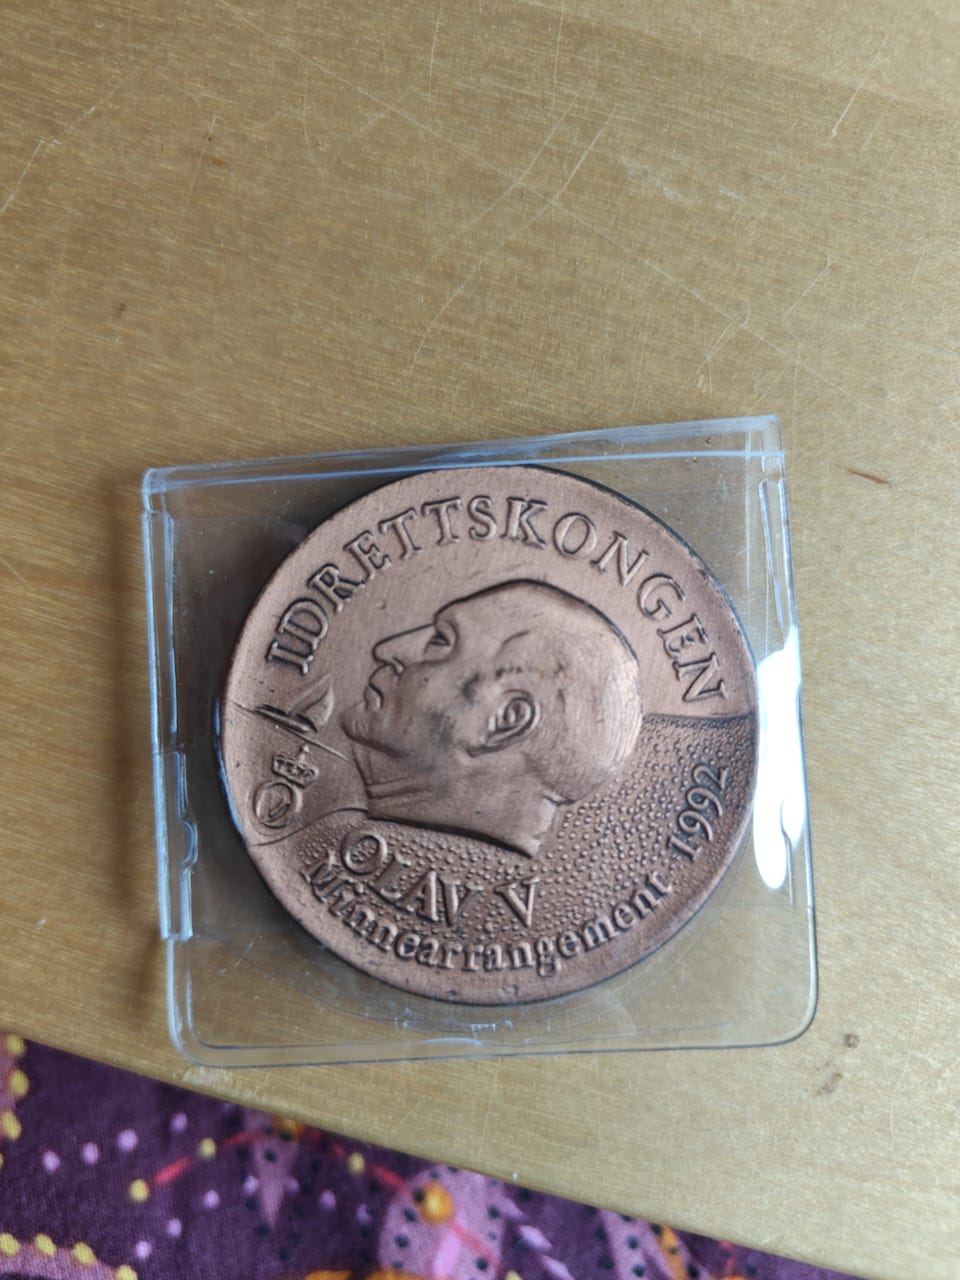 IDRETTSKONGEN
OLAV V
Minnearrangement 1992